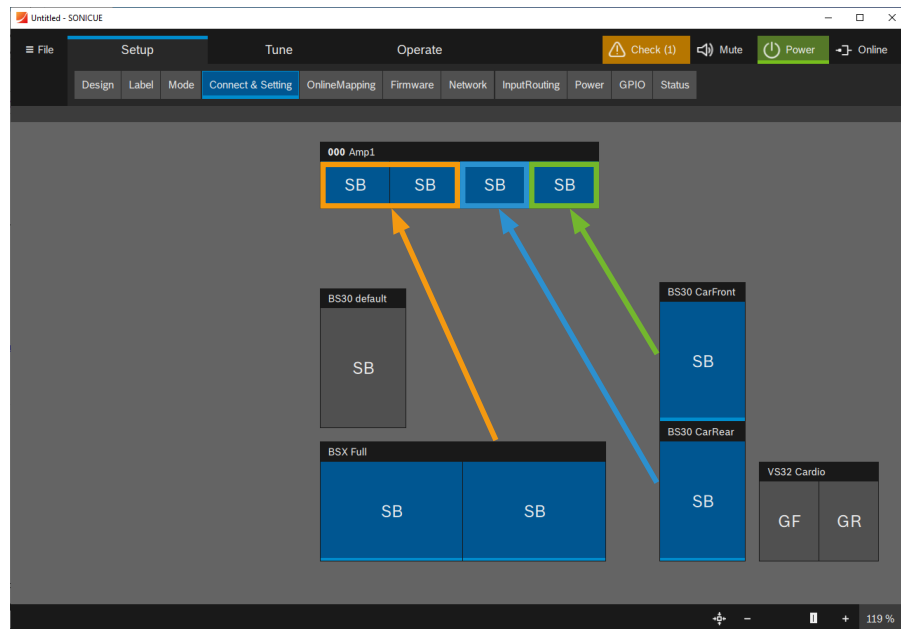 Untitled - SONICUE
≡ File Setup Tune Operate Check (1) Mute Power Online
Design Label Mode Connect & Setting OnlineMapping Firmware Network InputRouting Power GPIO Status
000 Amp1
SB SB SB SB
BS30 default
SB
BS30 CarFront
SB
BS30 CarRear
SB
BSX Full
SB SB
VS32 Cardio
GF GR
119 %